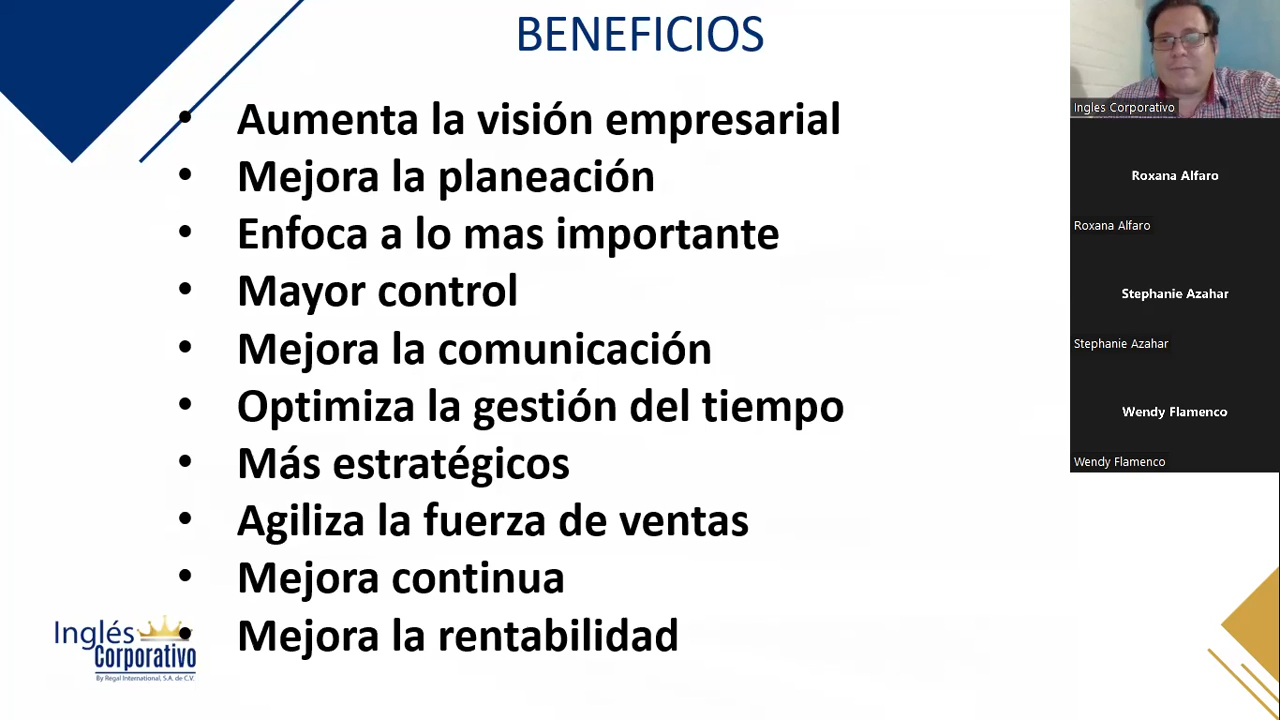 BENEFICIOS
• Aumenta la visión empresarial
• Mejora la planeación
• Enfoca a lo mas importante
• Mayor control
• Mejora la comunicación
• Optimiza la gestión del tiempo
• Más estratégicos
• Agiliza la fuerza de ventas
• Mejora continua
• Mejora la rentabilidad
Inglés
Corporativo
By Regal International, S.A. de C.V.
Ingles Corporativo
Roxana Alfaro
Roxana Alfaro
Stephanie Azahar
Stephanie Azahar
Wendy Flamenco
Wendy Flamenco